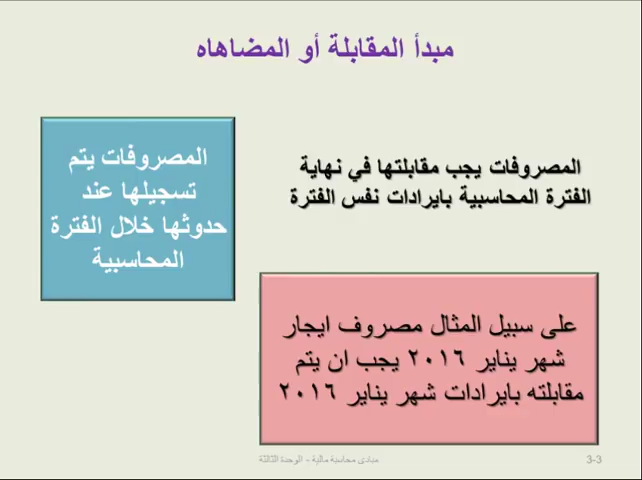 مبدأ المقابلة أو المضاهاه
المصروفات يجب مقابلتها في نهاية
الفترة المحاسبية بايرادات نفس الفترة
المصروفات يتم
تسجيلها عند
حدوثها خلال الفترة
المحاسبية
على سبيل المثال مصروف ايجار
شهر يناير ٢٠١٦ يجب ان يتم
مقابلته بايرادات شهر يناير ٢٠١٦
مبادئ محاسبة مالية - الوحدة الثالثة
3-3